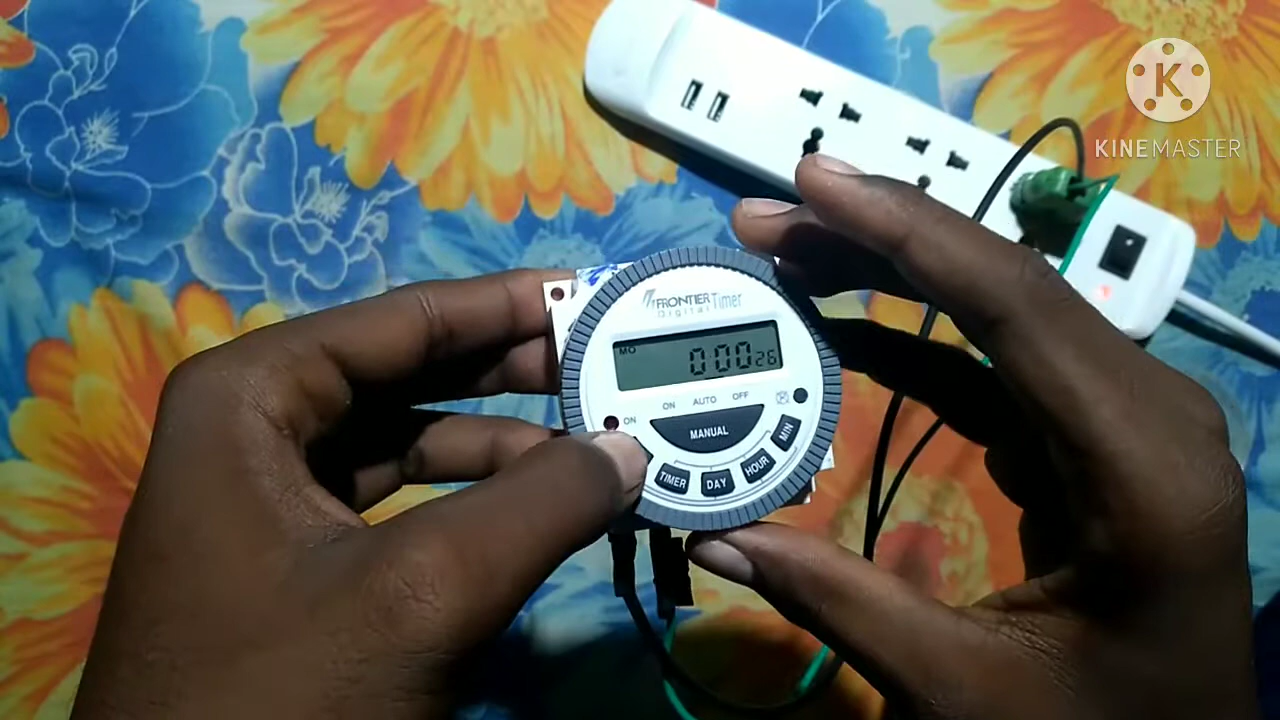 KINEMASTER
FRONTIER Timer
Digital
MO
0:00 26
ON AUTO OFF
ON
MANUAL
TIMER DAY HOUR MIN